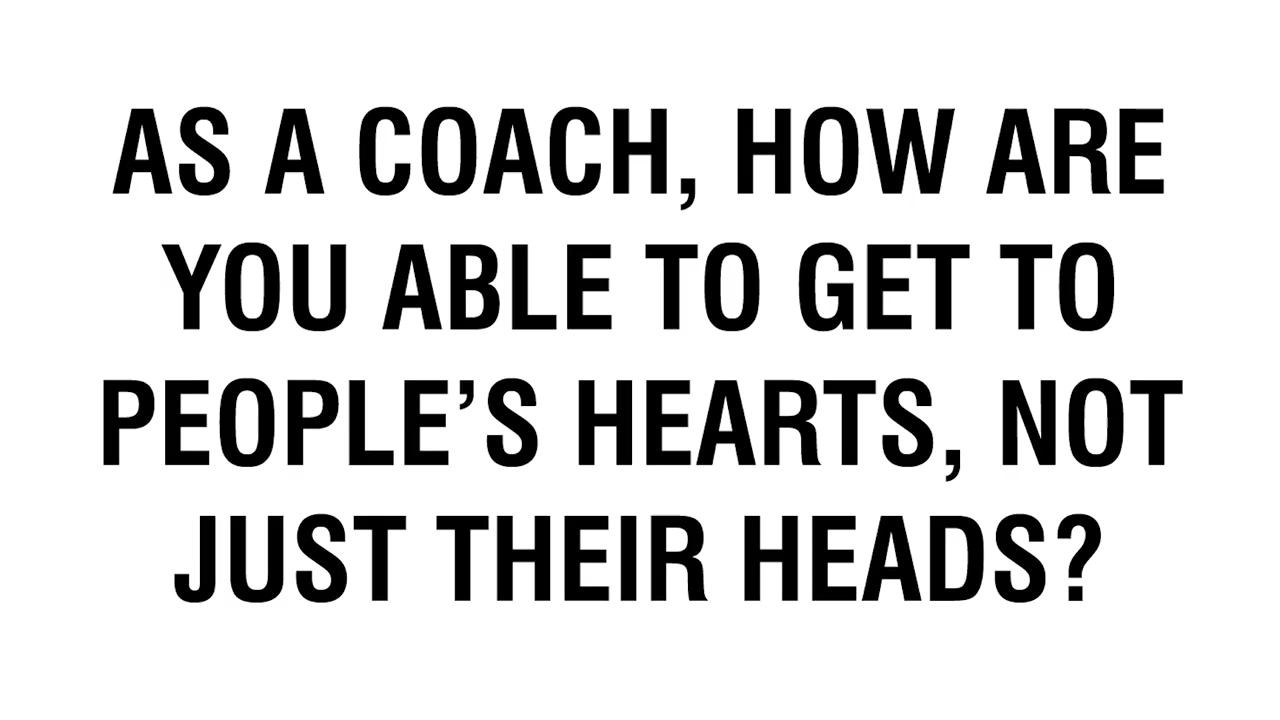 AS A COACH, HOW ARE
YOU ABLE TO GET TO
PEOPLE’S HEARTS, NOT
JUST THEIR HEADS?